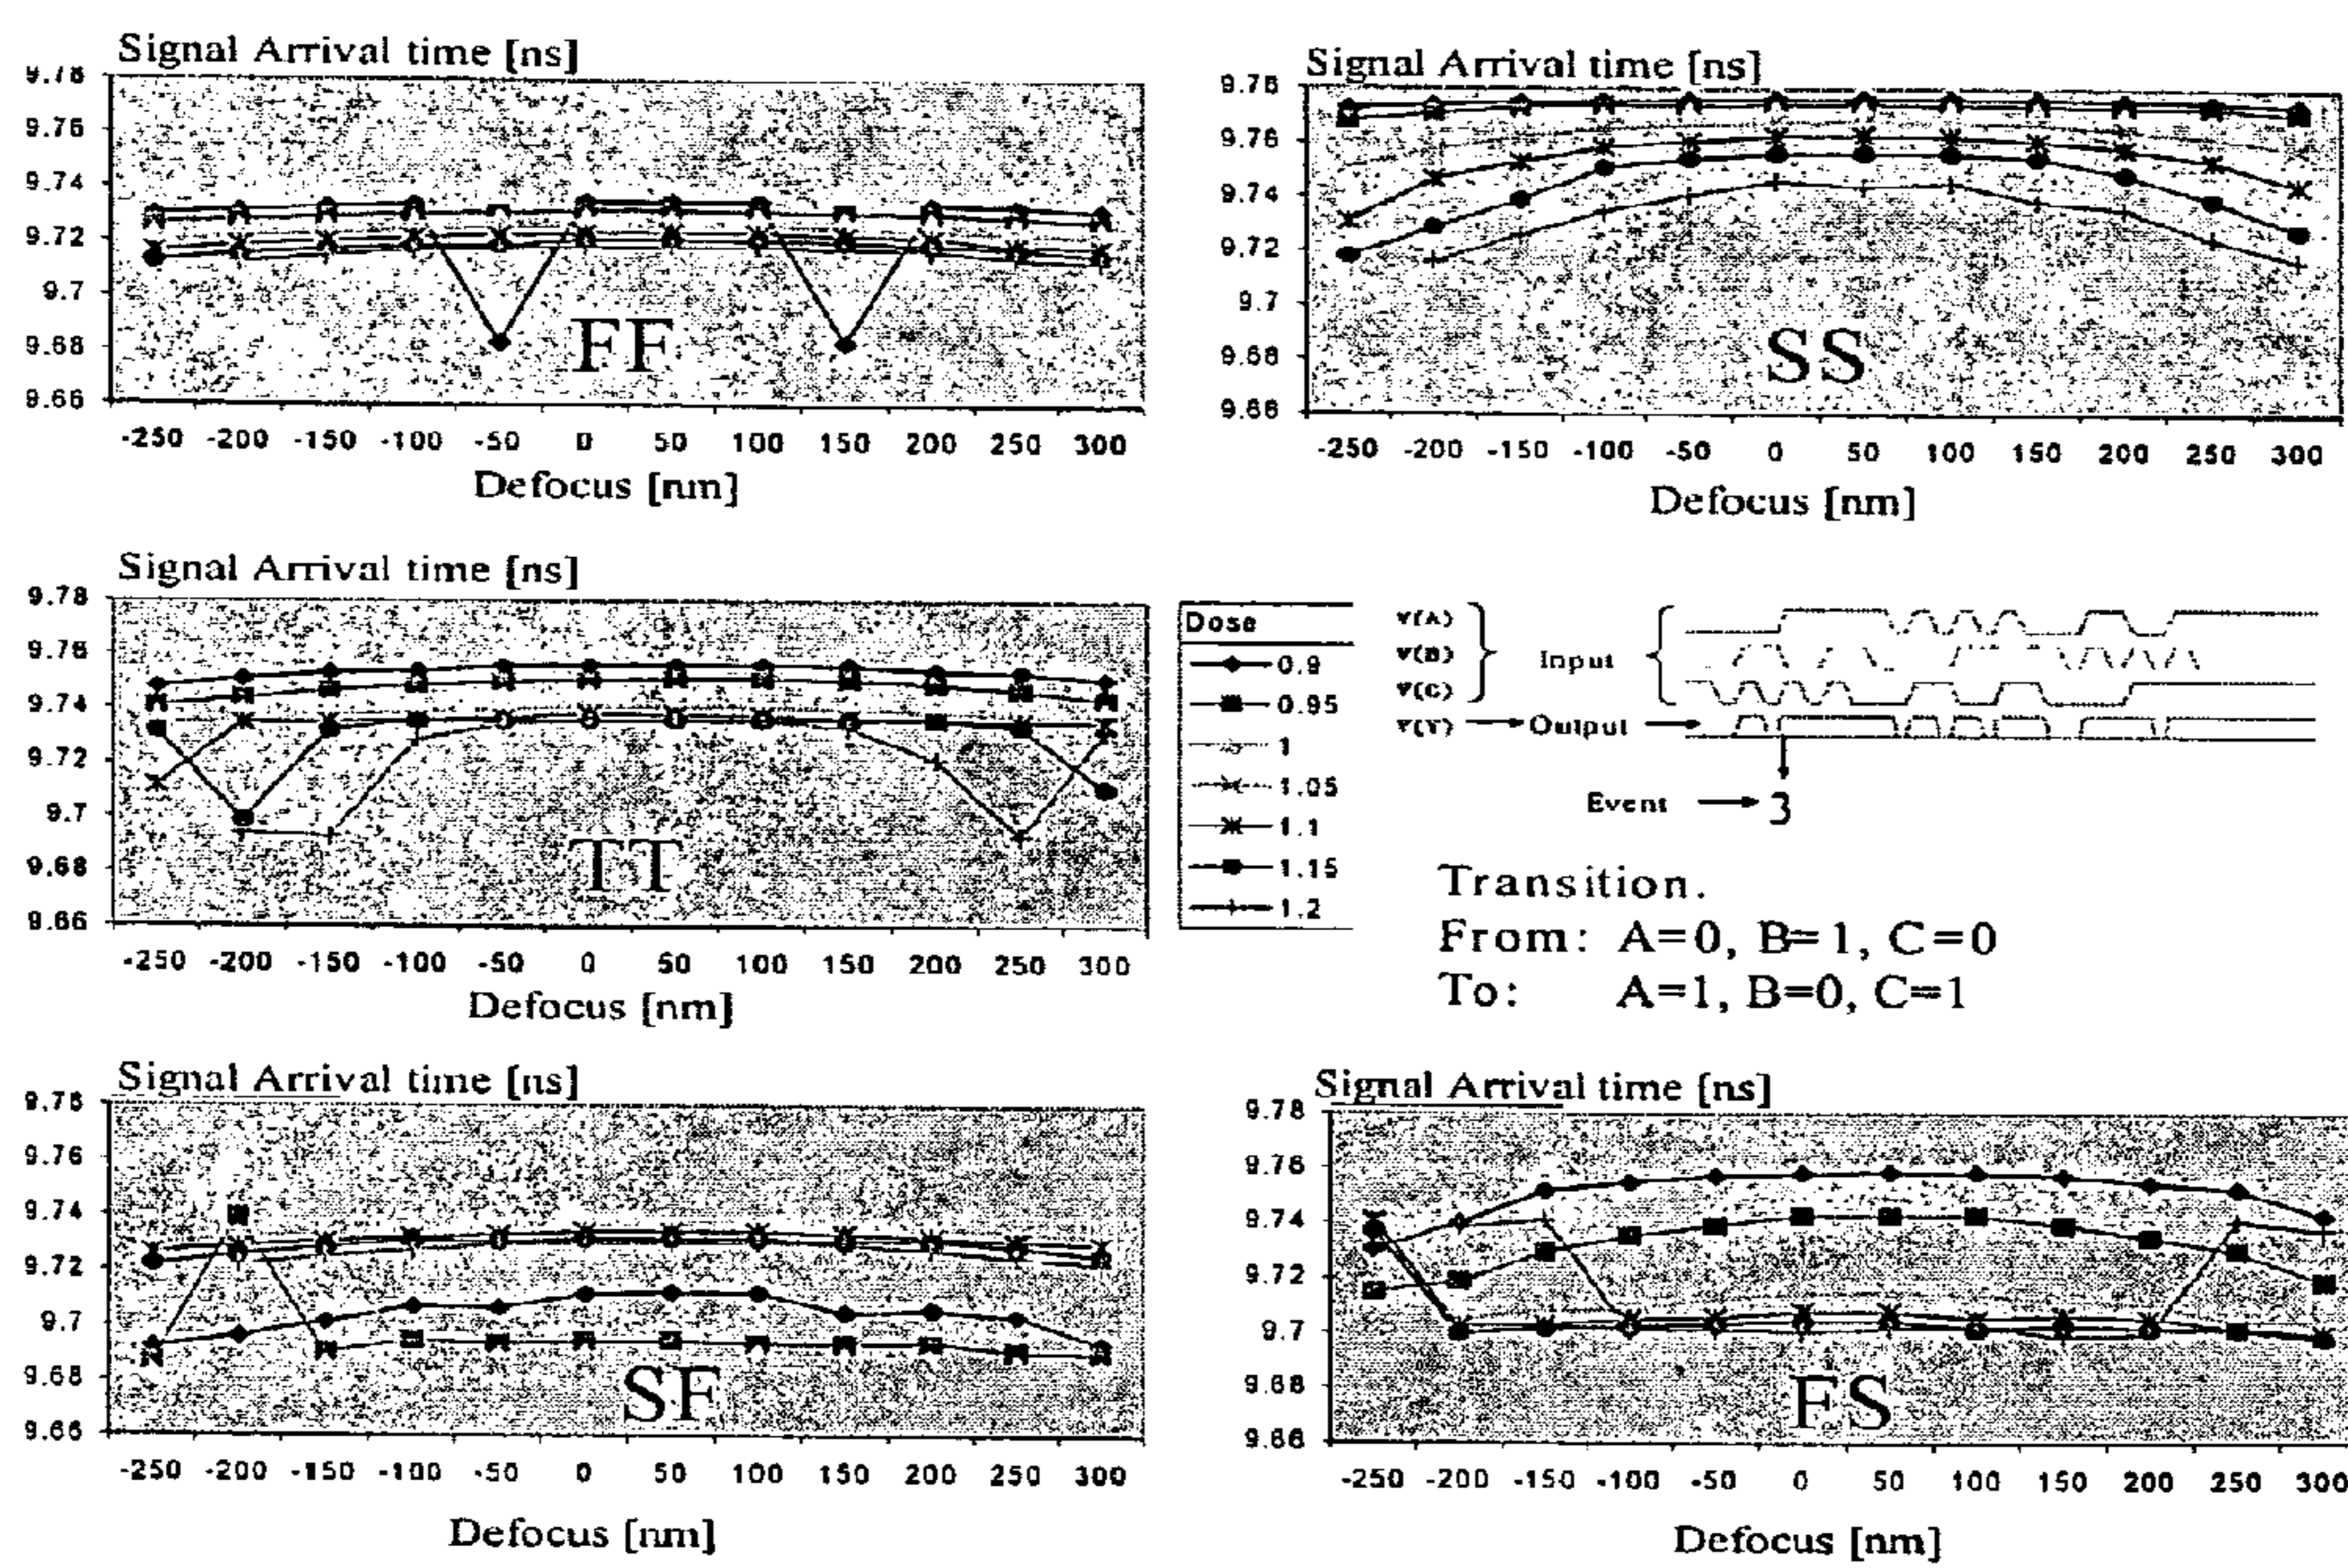 Signal Arrival time [ns]
9.78
9.76
9.74
9.72
9.7
9.68
9.66
FF
-250 -200 -150 -100 -50 0 50 100 150 200 250 300
Defocus [nm]
Signal Arrival time [ns]
9.78
9.76
9.74
9.72
9.7
9.68
9.66
SS
-250 -200 -150 -100 -50 0 50 100 150 200 250 300
Defocus [nm]
Signal Arrival time [ns]
9.78
9.76
9.74
9.72
9.7
9.68
9.66
TT
-250 -200 -150 -100 -50 0 50 100 150 200 250 300
Defocus [nm]
Dose
0.9
0.95
1
1.05
1.1
1.15
1.2
V(A)
V(B)
V(C)
Input
V(Y) Output
Event 3
Transition.
From: A=0, B=1, C=0
To: A=1, B=0, C=1
Signal Arrival time [ns]
9.78
9.76
9.74
9.72
9.7
9.68
9.66
SF
-250 -200 -150 -100 -50 0 50 100 150 200 250 300
Defocus [nm]
Signal Arrival time [ns]
9.78
9.76
9.74
9.72
9.7
9.68
9.66
FS
-250 -200 -150 -100 -50 0 50 100 150 200 250 300
Defocus [nm]